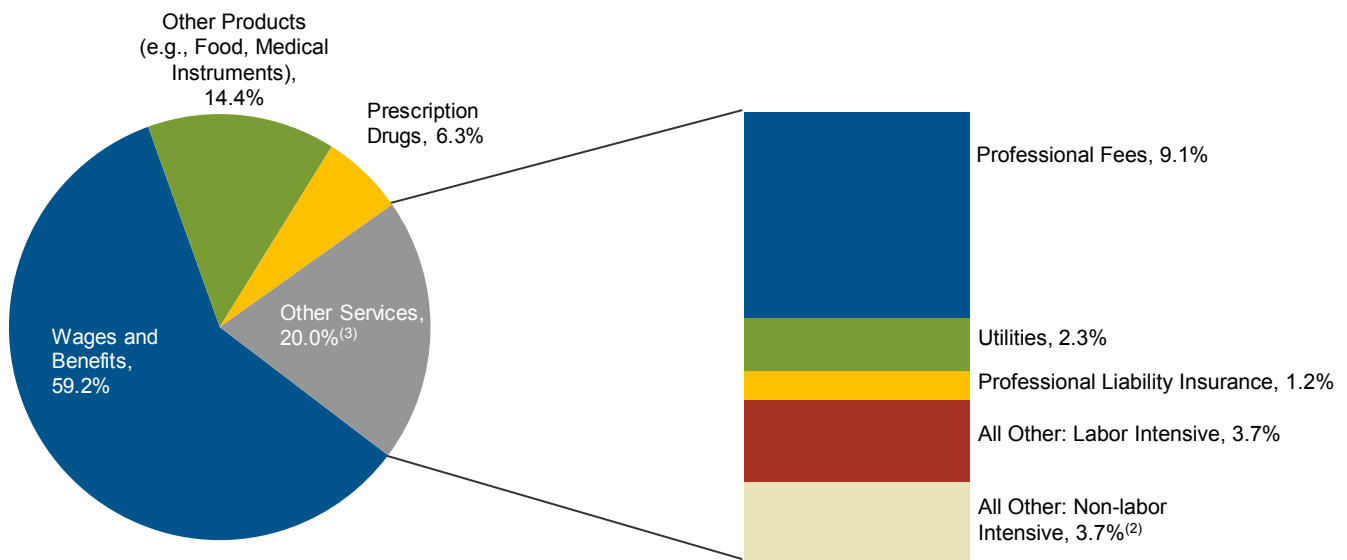 Other Products
(e.g., Food, Medical
Instruments),
14.4%
Prescription
Drugs, 6.3%
Other Services,
20.0%(3)
Wages and
Benefits,
59.2%
Professional Fees, 9.1%
Utilities, 2.3%
Professional Liability Insurance, 1.2%
All Other: Labor Intensive, 3.7%
All Other: Non-labor
Intensive, 3.7%(2)